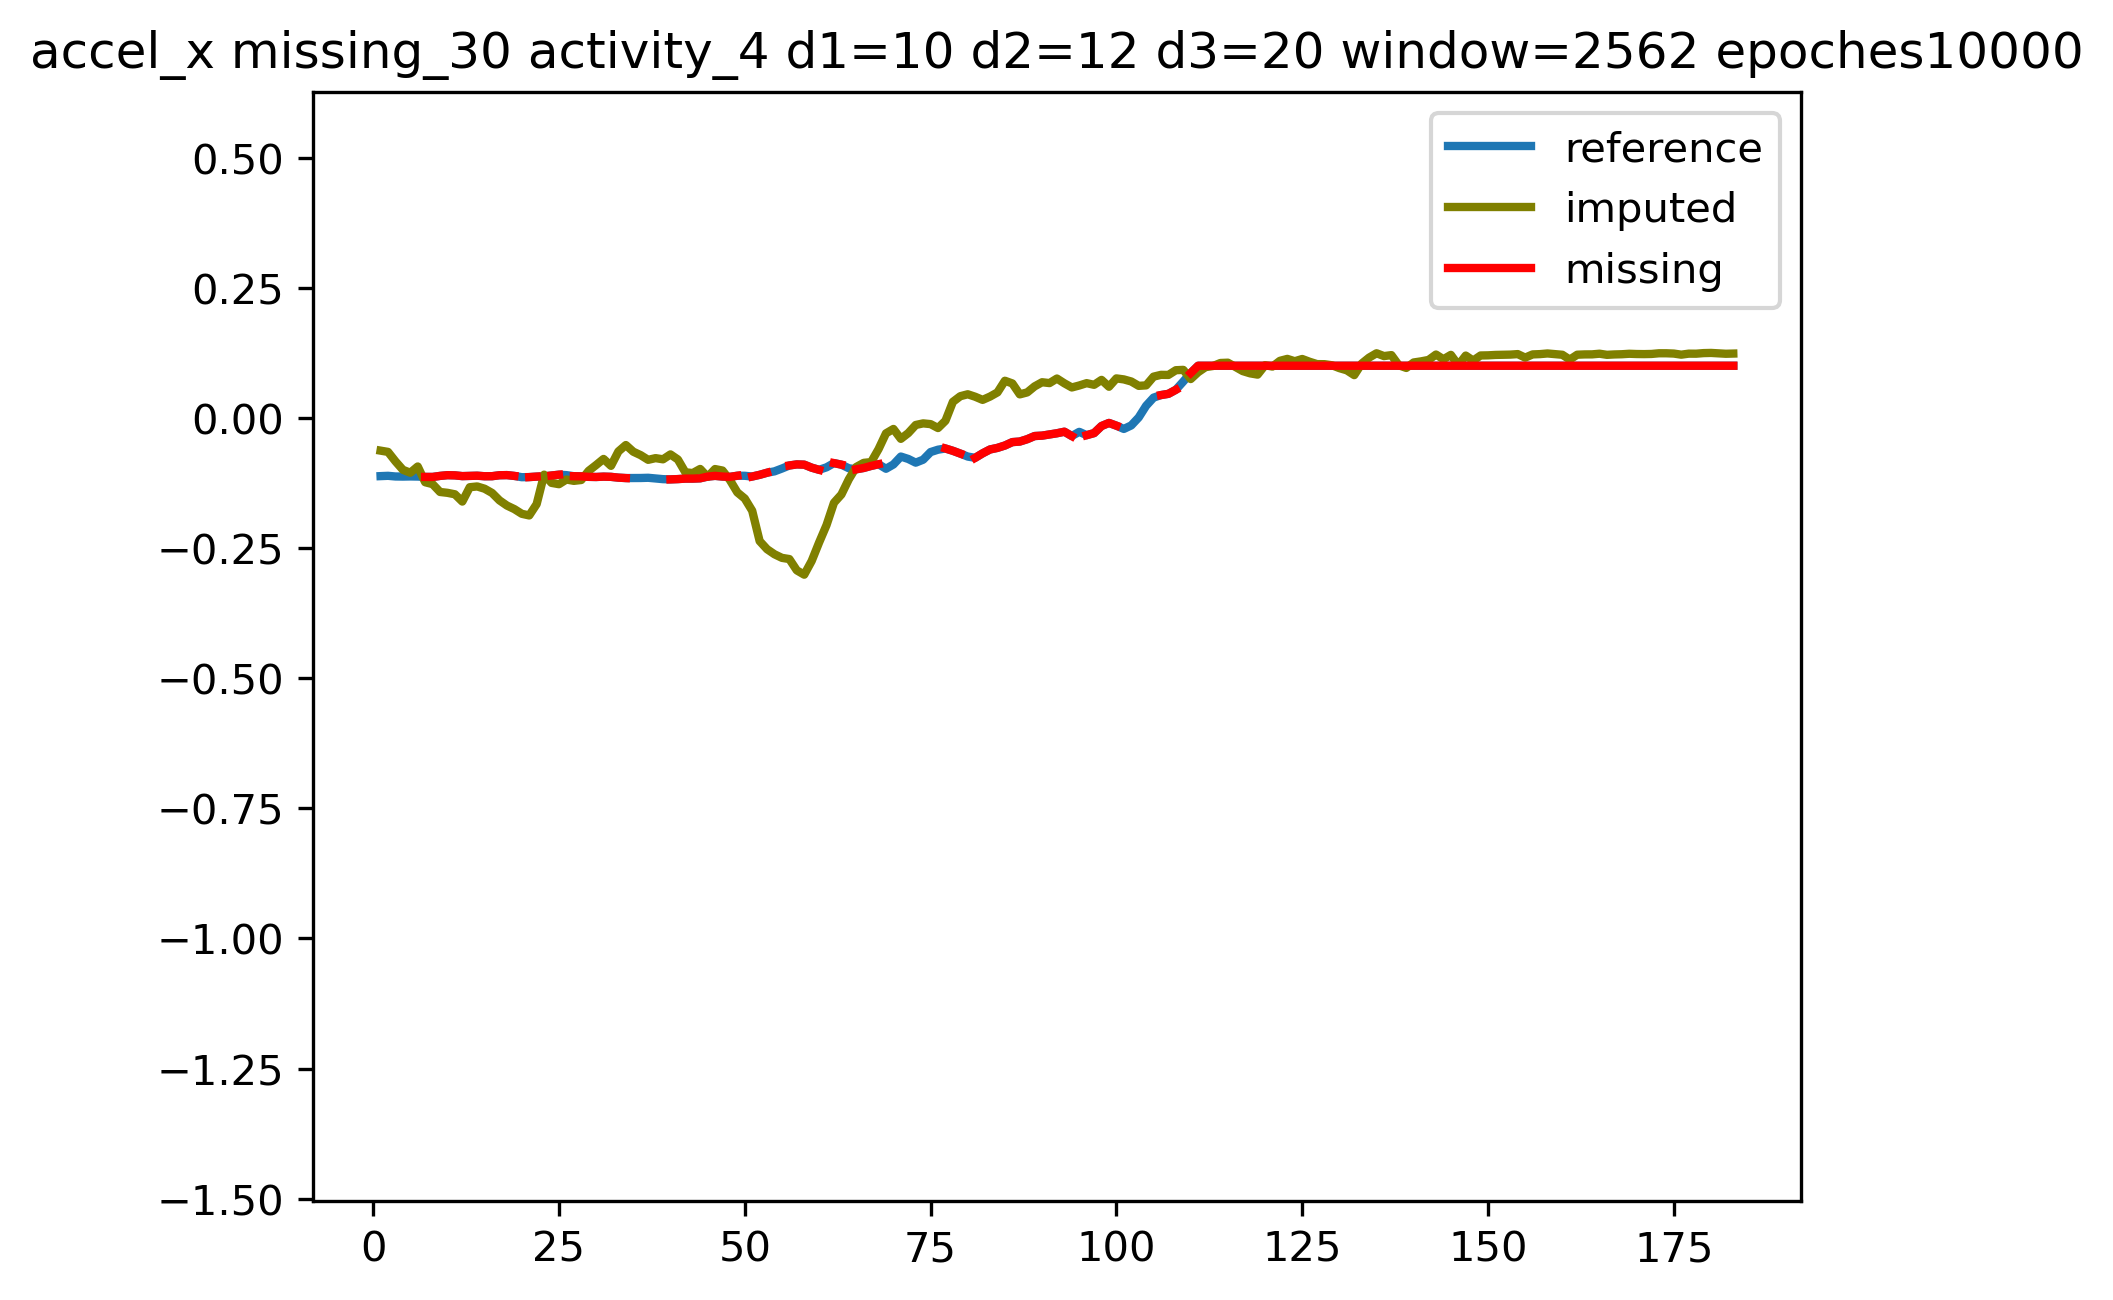 accel_x missing_30 activity_4 d1=10 d2=12 d3=20 window=2562 epoches10000
reference
imputed
missing
0.50
0.25
0.00
−0.25
−0.50
−0.75
−1.00
−1.25
−1.50
0 25 50 75 100 125 150 175